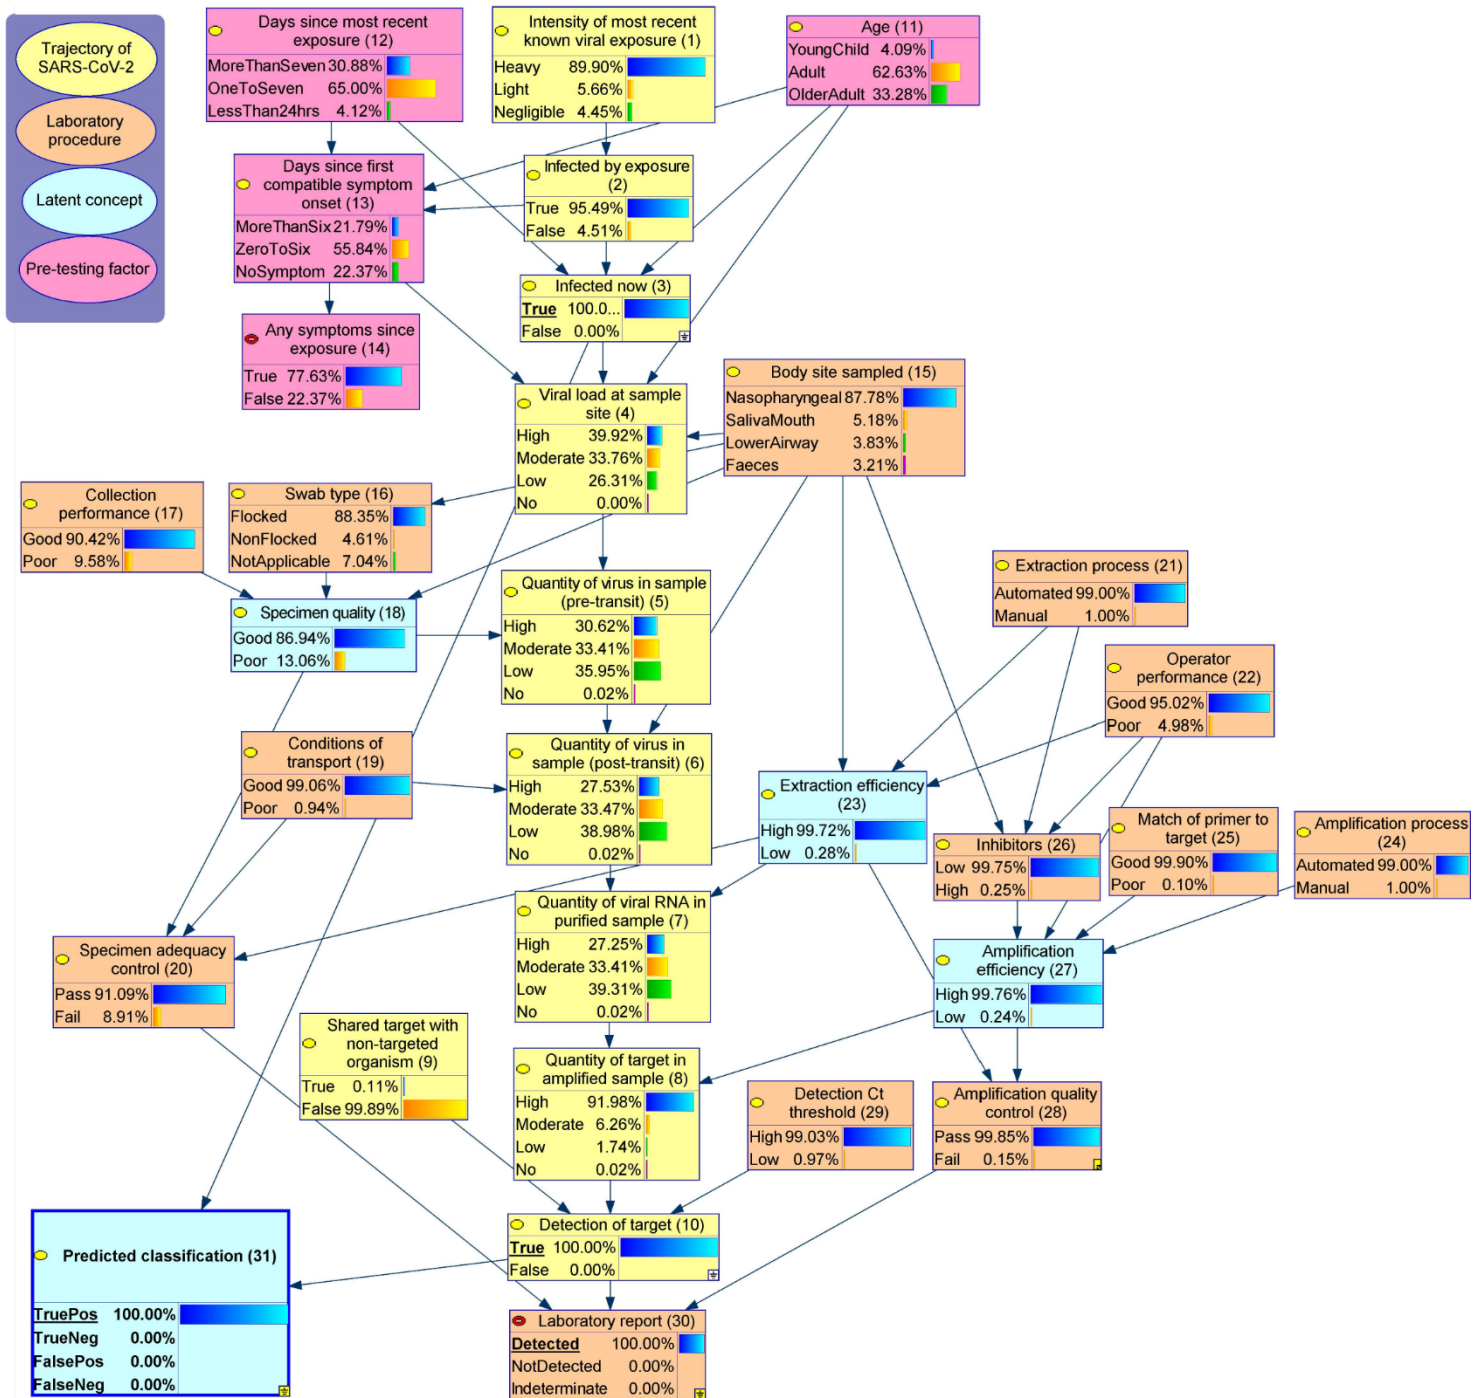 Trajectory of
SARS-CoV-2
Laboratory
procedure
Latent concept
Pre-testing factor
Days since most recent
exposure (12)
MoreThanSeven 30.88%
OneToSeven 65.00%
LessThan24hrs 4.12%
Intensity of most recent
known viral exposure (1)
Heavy 89.90%
Light 5.66%
Negligible 4.45%
Age (11)
YoungChild 4.09%
Adult 62.63%
OlderAdult 33.28%
Days since first
compatible symptom
onset (13)
MoreThanSix 21.79%
ZeroToSix 55.84%
NoSymptom 22.37%
Infected by exposure
(2)
True 95.49%
False 4.51%
Infected now (3)
True 100.0...
False 0.00%
Any symptoms since
exposure (14)
True 77.63%
False 22.37%
Body site sampled (15)
Nasopharyngeal 87.78%
SalivaMouth 5.18%
LowerAirway 3.83%
Faeces 3.21%
Viral load at sample
site (4)
High 39.92%
Moderate 33.76%
Low 26.31%
No 0.00%
Collection
performance (17)
Good 90.42%
Poor 9.58%
Swab type (16)
Flocked 88.35%
NonFlocked 4.61%
NotApplicable 7.04%
Extraction process (21)
Automated 99.00%
Manual 1.00%
Specimen quality (18)
Good 86.94%
Poor 13.06%
Quantity of virus in sample
(pre-transit) (5)
High 30.62%
Moderate 33.41%
Low 35.95%
No 0.02%
Operator
performance (22)
Good 95.02%
Poor 4.98%
Conditions of
transport (19)
Good 99.06%
Poor 0.94%
Quantity of virus in
sample (post-transit) (6)
High 27.53%
Moderate 33.47%
Low 38.98%
No 0.02%
Extraction efficiency
(23)
High 99.72%
Low 0.28%
Inhibitors (26)
Low 99.75%
High 0.25%
Match of primer to
target (25)
Good 99.90%
Poor 0.10%
Amplification process
(24)
Automated 99.00%
Manual 1.00%
Quantity of viral RNA in
purified sample (7)
High 27.25%
Moderate 33.41%
Low 39.31%
No 0.02%
Specimen adequacy
control (20)
Pass 91.09%
Fail 8.91%
Amplification
efficiency (27)
High 99.76%
Low 0.24%
Shared target with
non-targeted
organism (9)
True 0.11%
False 99.89%
Quantity of target in
amplified sample (8)
High 91.98%
Moderate 6.26%
Low 1.74%
No 0.02%
Detection Ct
threshold (29)
High 99.03%
Low 0.97%
Amplification quality
control (28)
Pass 99.85%
Fail 0.15%
Predicted classification (31)
TruePos 100.00%
TrueNeg 0.00%
FalsePos 0.00%
FalseNeg 0.00%
Detection of target (10)
True 100.00%
False 0.00%
Laboratory report (30)
Detected 100.00%
NotDetected 0.00%
Indeterminate 0.00%